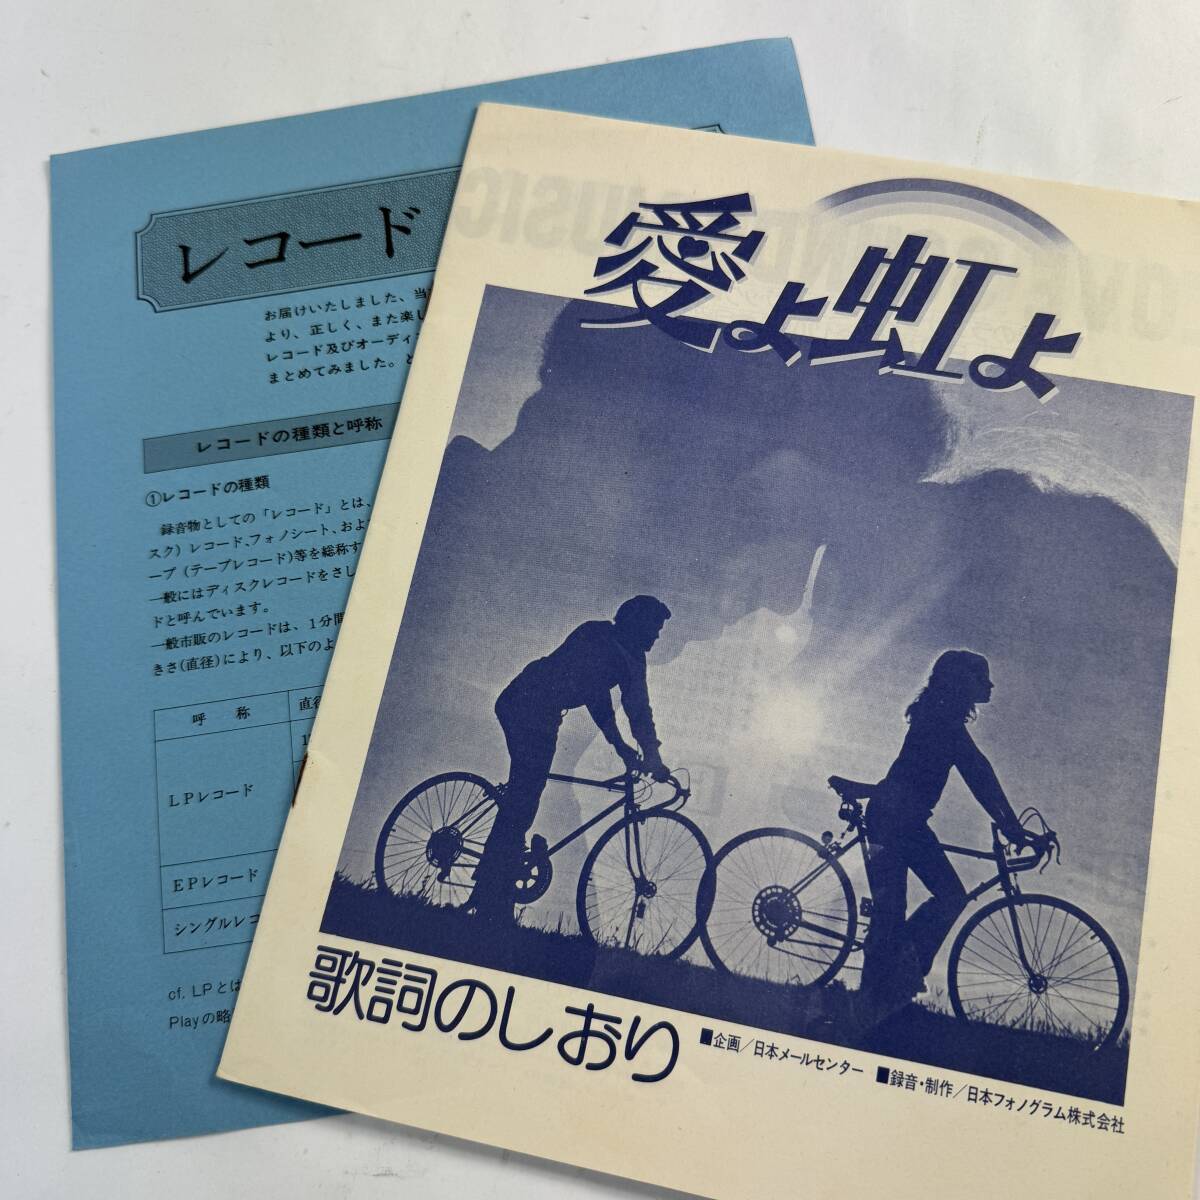 レコード
お届けいたしました、当
より、正しく、また楽し
レコード及びオーディ
まとめてみました。
レコードの種類と呼称
①レコードの種類
録音物としての「レコード」とは、
スク）レコード、フォノシート、およ
ープ（テープレコード）等を総称す
一般にはディスクレコードをさし
ドと呼んでいます。
一般市販のレコードは、1分間
きさ（直径）により、以下のよ
呼 称
直径
LPレコード
EPレコード
シングルレコ
cf. LPとは
Playの略
愛よ虹よ
歌詞のしおり
■企画／日本メールセンター ■録音・制作／日本フォノグラム株式会社